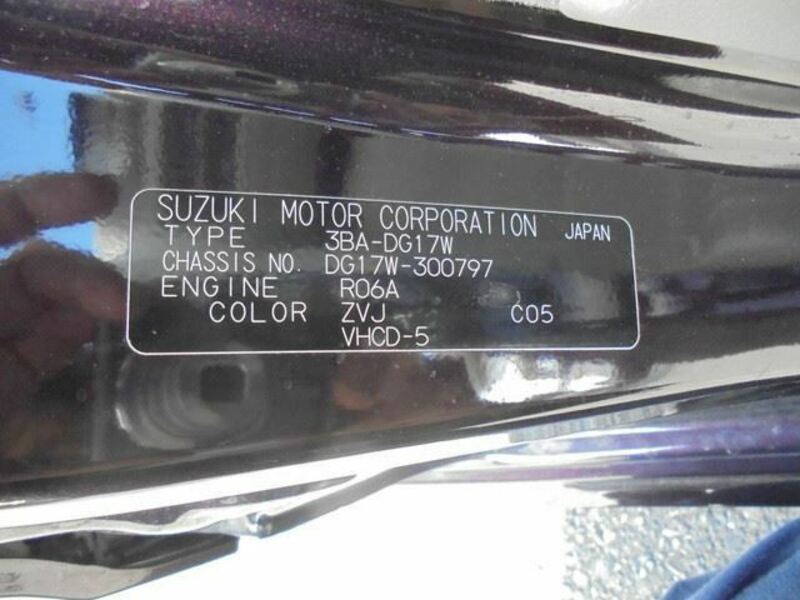 SUZUKI MOTOR CORPORATION JAPAN
TYPE 3BA-DG17W
CHASSIS NO. DG17W-300797
ENGINE R06A
COLOR ZVJ C05
VHCD-5